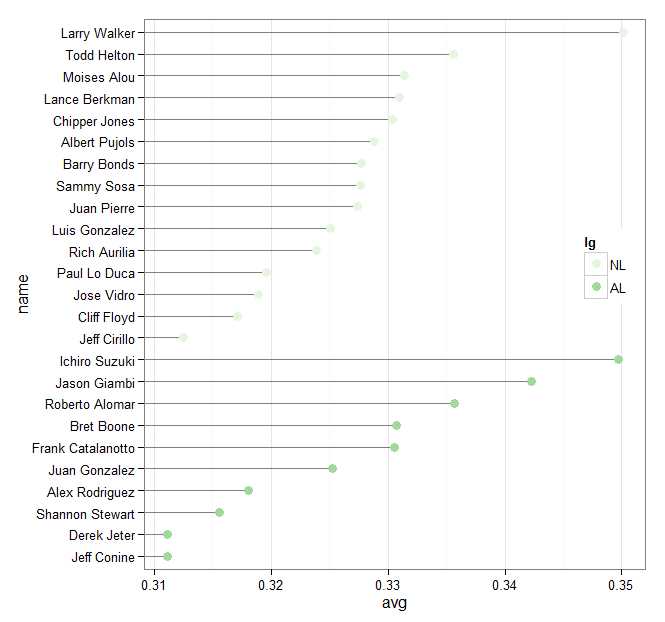 Larry Walker
Todd Helton
Moises Alou
Lance Berkman
Chipper Jones
Albert Pujols
Barry Bonds
Sammy Sosa
Juan Pierre
Luis Gonzalez
Rich Aurilia
Paul Lo Duca
Jose Vidro
Cliff Floyd
Jeff Cirillo
Ichiro Suzuki
Jason Giambi
Roberto Alomar
Bret Boone
Frank Catalanotto
Juan Gonzalez
Alex Rodriguez
Shannon Stewart
Derek Jeter
Jeff Conine
name
lg
NL
AL
0.31 0.32 0.33 0.34 0.35
avg